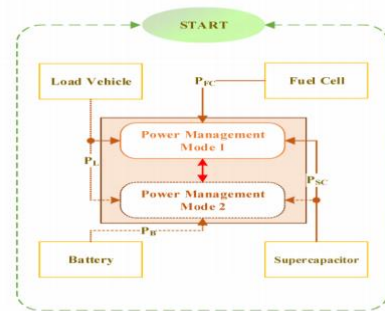 START
Load Vehicle
P_FC
Fuel Cell
Power Management
Mode 1
P_L
P_SC
Power Management
Mode 2
P_B
Battery
Supercapacitor